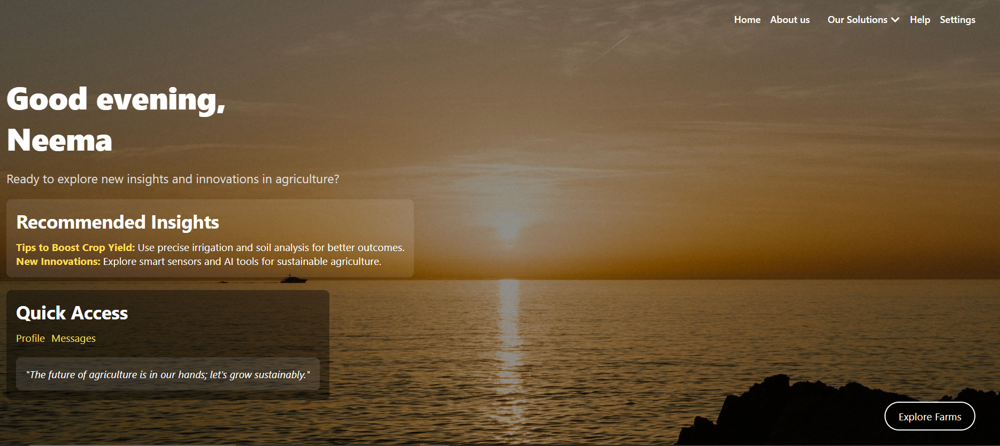 Home About us Our Solutions Help Settings
Good evening,
Neema
Ready to explore new insights and innovations in agriculture?
Recommended Insights
Tips to Boost Crop Yield: Use precise irrigation and soil analysis for better outcomes.
New Innovations: Explore smart sensors and AI tools for sustainable agriculture.
Quick Access
Profile Messages
"The future of agriculture is in our hands; let's grow sustainably."
Explore Farms